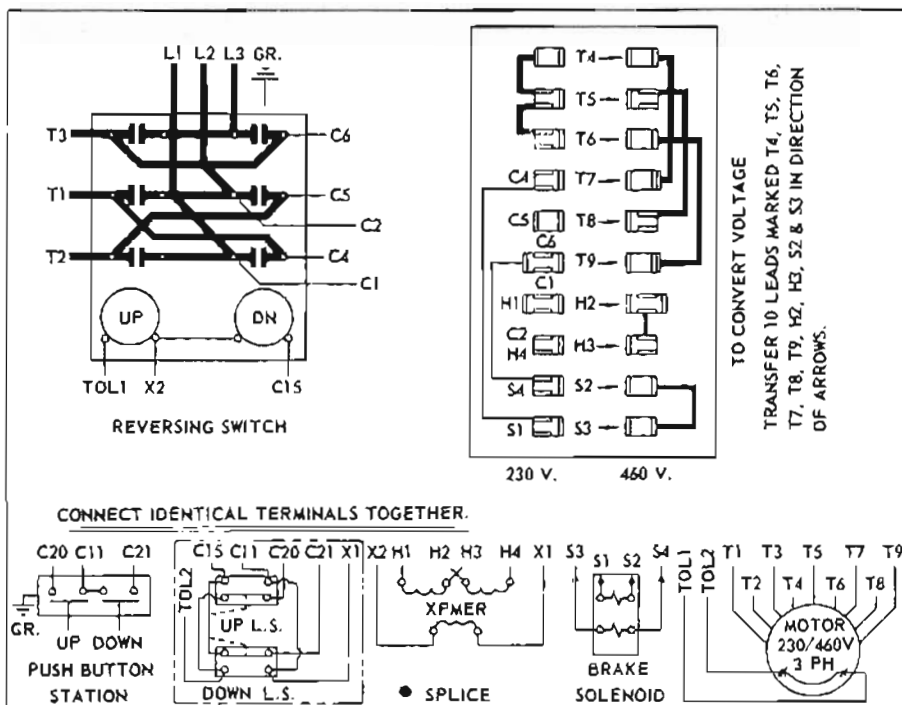 L1 L2 L3 GR.
T3 C6
T1 C5
C2
T2 C4
C1
UP DN
TOL1 X2 C15
REVERSING SWITCH
T4
T5
T6
C4 T7
C5 T8
C6 T9
C1
H1 H2
C2
H4 H3
S4 S2
S1 S3
230 V. 460 V.
TO CONVERT VOLTAGE
TRANSFER 10 LEADS MARKED T4, T5, T6,
T7, T8, T9, H2, H3, S2 & S3 IN DIRECTION
OF ARROWS.
CONNECT IDENTICAL TERMINALS TOGETHER.
C20 C11 C21
GR.
UP DOWN
PUSH BUTTON
STATION
C15 C11 C20 C21 X1
TOL2
UP L.S.
DOWN L.S.
X2 H1 H2 H3 H4 X1
XFMER
SPLICE
S3 S1 S2 S4
BRAKE
SOLENOID
TOL1
TOL2
T1 T3 T5 T7 T9
T2 T4 T6 T8
MOTOR
230/460V
3 PH